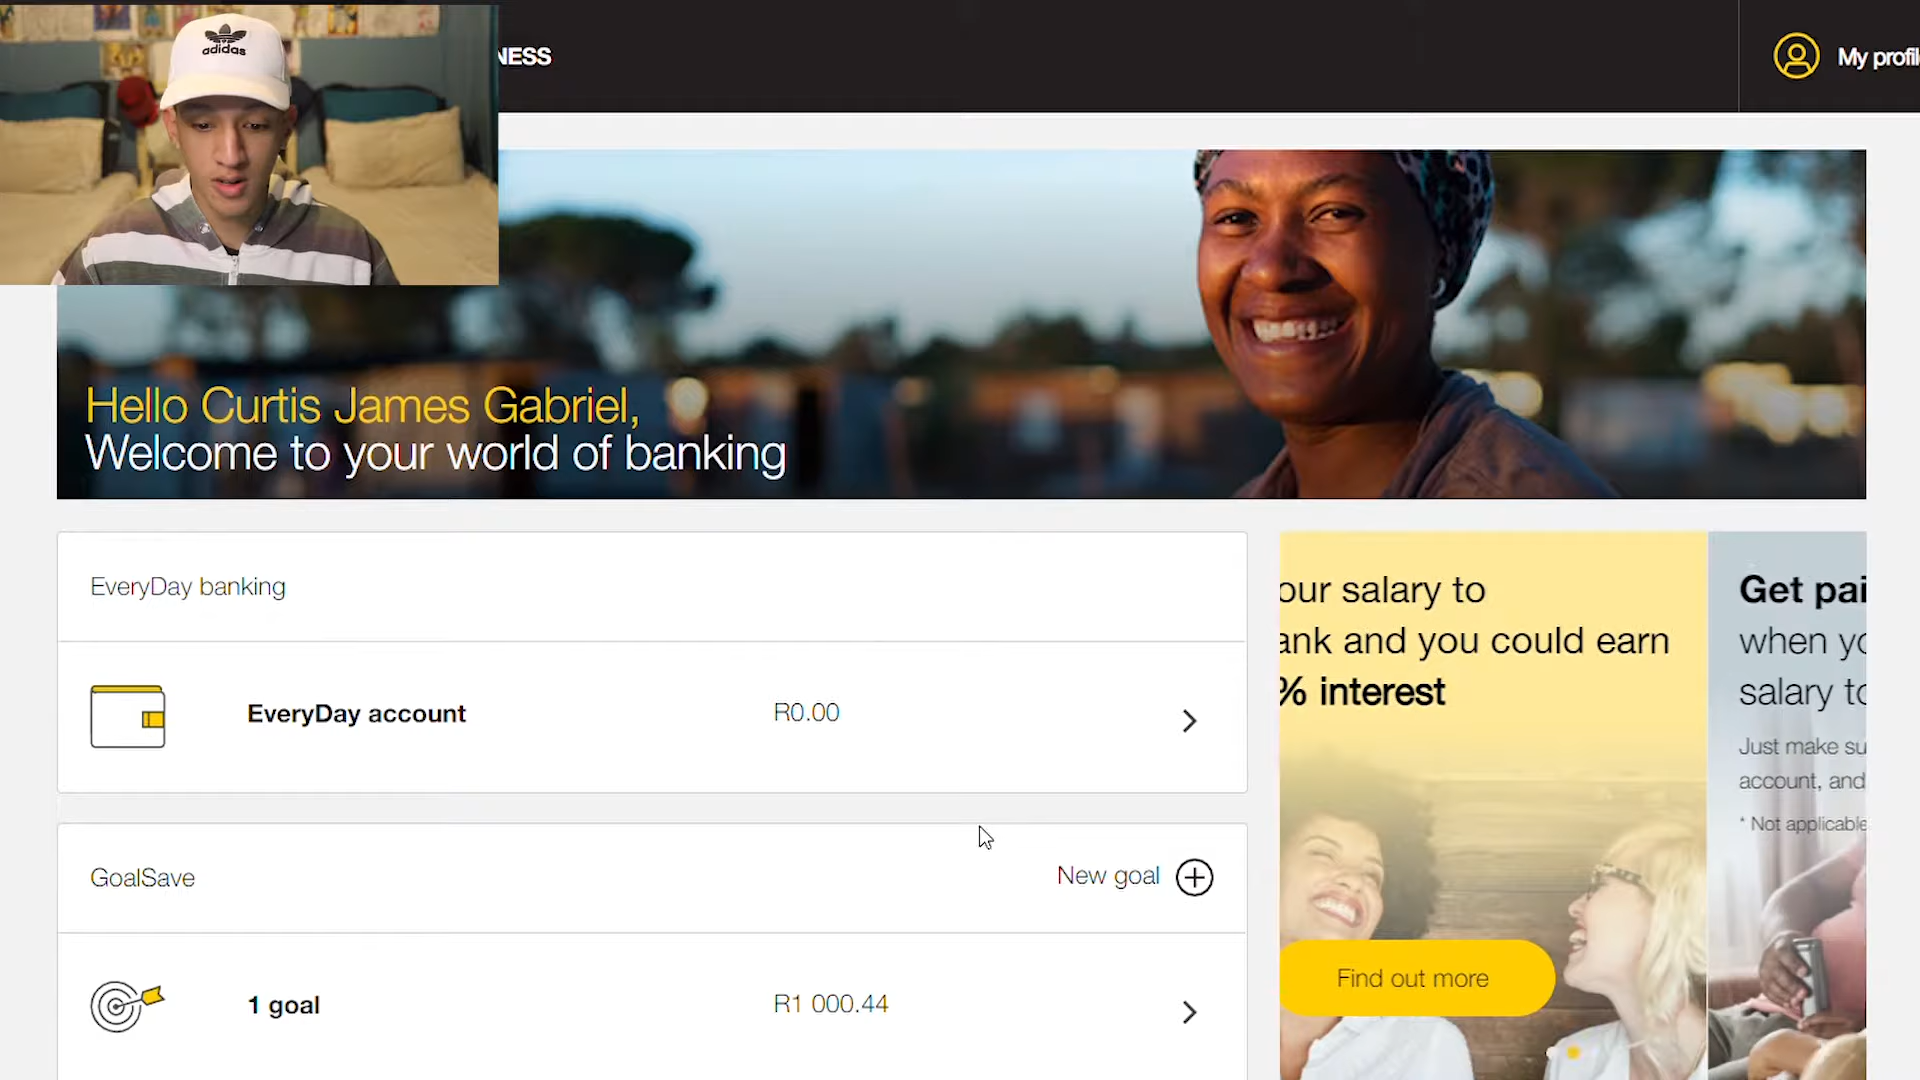 adidas
NESS
My profil
Hello Curtis James Gabriel,
Welcome to your world of banking
EveryDay banking
EveryDay account
R0.00
GoalSave
New goal
1 goal
R1 000.44
our salary to
ank and you could earn
% interest
Find out more
Get pai
when yo
salary to
Just make su
account, and
* Not applicable